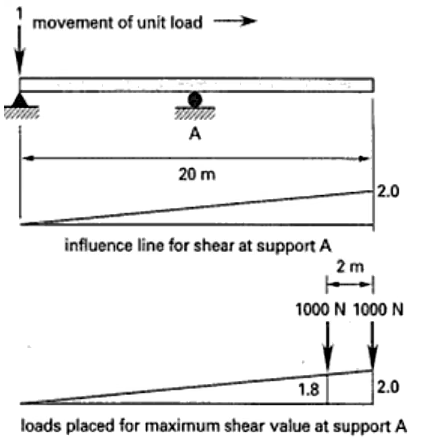 1
movement of unit load
A
20 m
2.0
influence line for shear at support A
2 m
1000 N 1000 N
1.8
2.0
loads placed for maximum shear value at support A